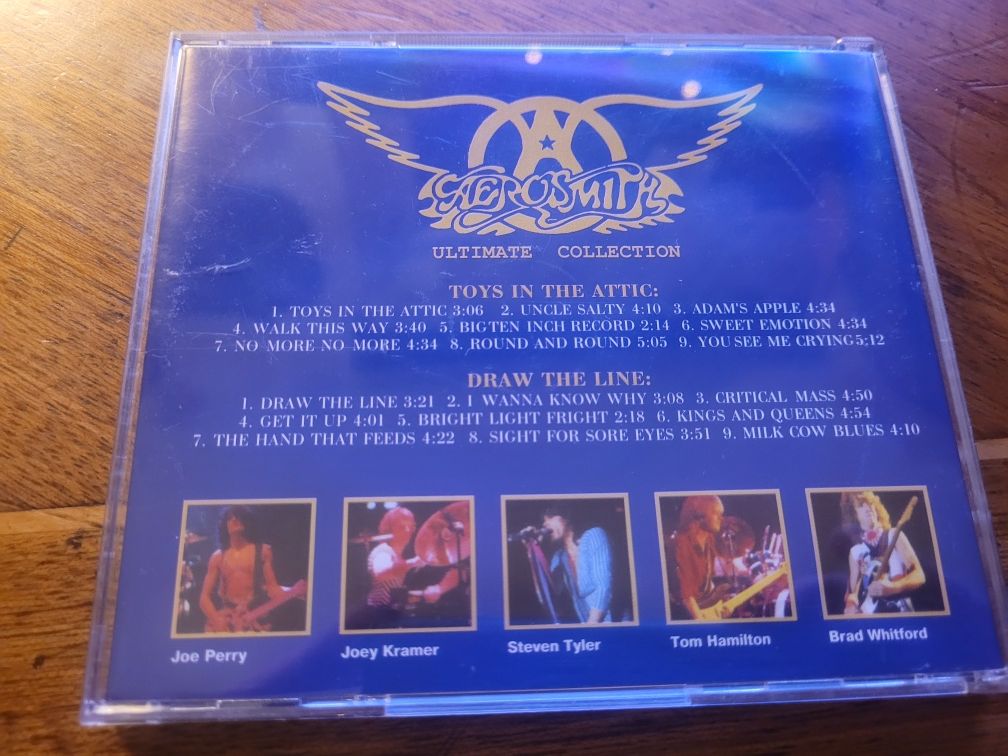 AEROSMITH
ULTIMATE COLLECTION
TOYS IN THE ATTIC:
1. TOYS IN THE ATTIC 3:06 2. UNCLE SALTY 4:10 3. ADAM'S APPLE 4:34
4. WALK THIS WAY 3:40 5. BIG TEN INCH RECORD 2:14 6. SWEET EMOTION 4:34
7. NO MORE NO MORE 4:34 8. ROUND AND ROUND 5:05 9. YOU SEE ME CRYING 5;12
DRAW THE LINE:
1. DRAW THE LINE 3:21 2. I WANNA KNOW WHY 3:08 3. CRITICAL MASS 4:50
4. GET IT UP 4:01 5. BRIGHT LIGHT FRIGHT 2:18 6. KINGS AND QUEENS 4:54
7. THE HAND THAT FEEDS 4:22 8. SIGHT FOR SORE EYES 3:51 9. MILK COW BLUES 4:10
Joe Perry Joey Kramer Steven Tyler Tom Hamilton Brad Whitford